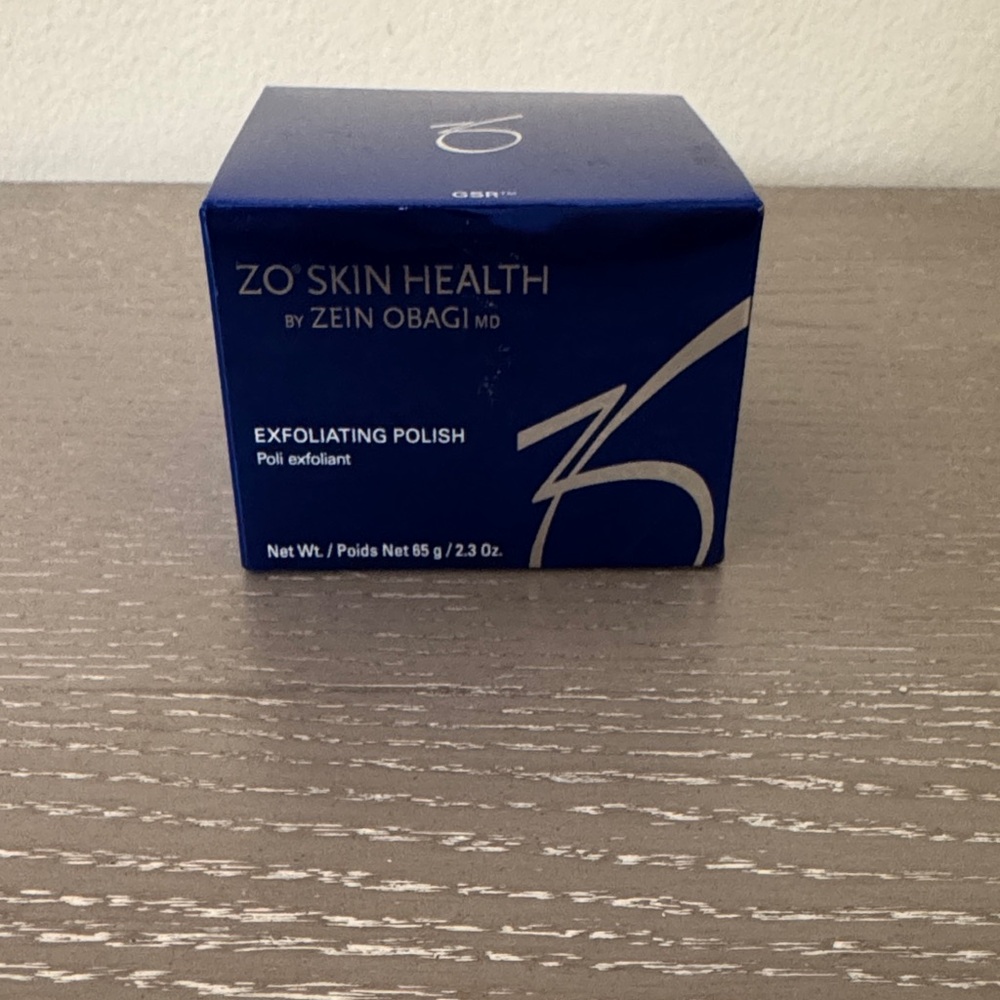 GSR™
ZO® SKIN HEALTH
BY ZEIN OBAGI MD
EXFOLIATING POLISH
Poli exfoliant
Net Wt. / Poids Net 65 g / 2.3 Oz.